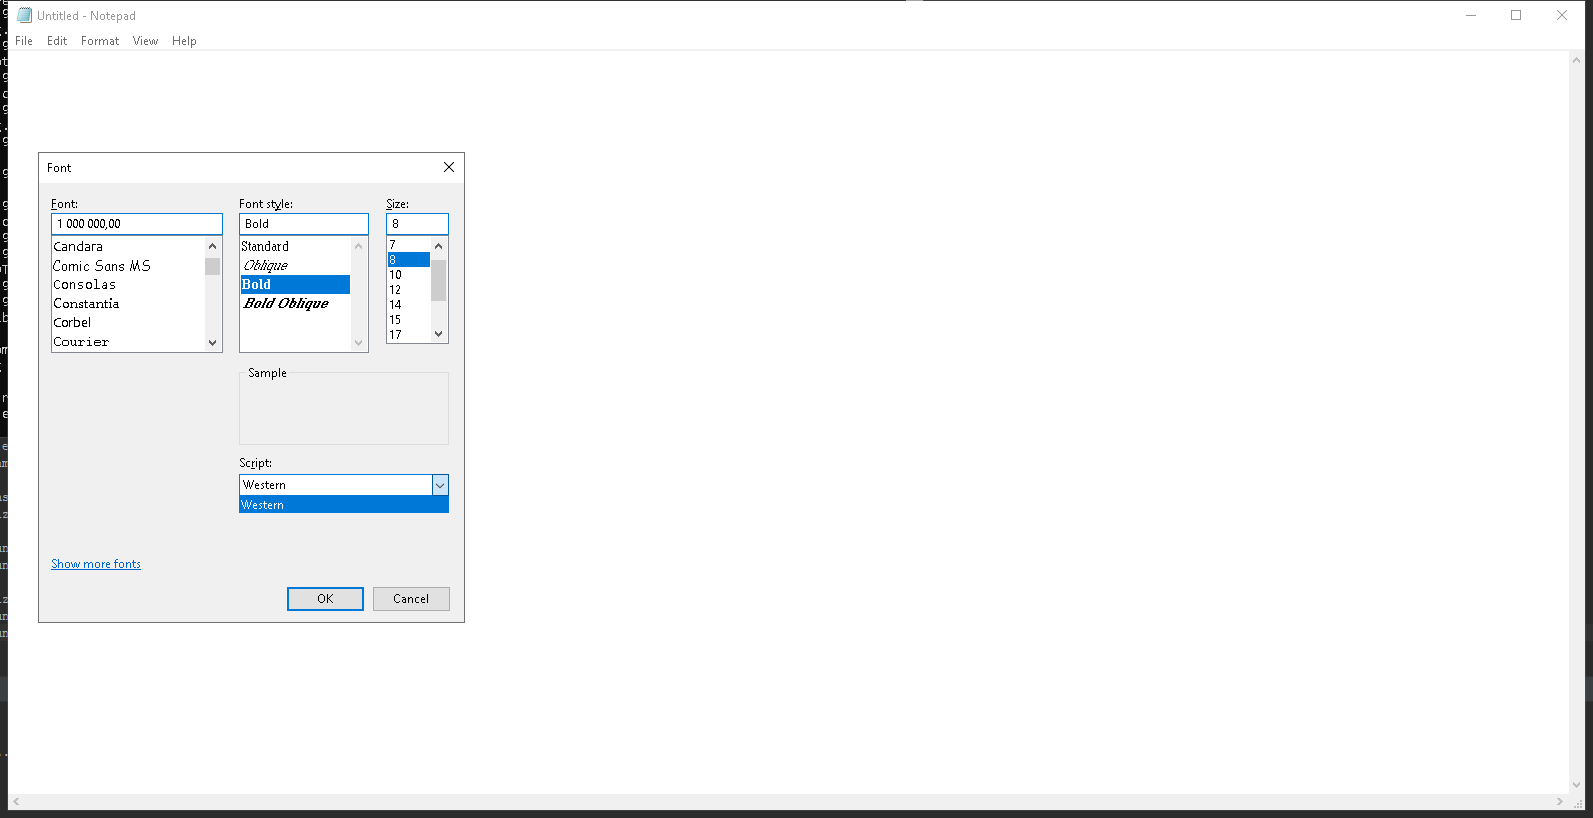 Untitled - Notepad
File Edit Format View Help
Font
Font:
1 000 000,00
Candara
Comic Sans MS
Consolas
Constantia
Corbel
Courier
Font style:
Bold
Standard
Oblique
Bold
Bold Oblique
Size:
8
7
8
10
12
14
15
17
Sample
Script:
Western
Western
Show more fonts
OK
Cancel